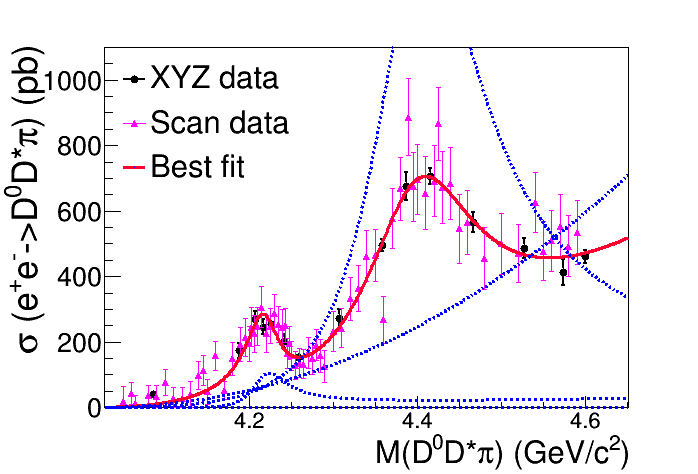 σ (e⁺e⁻->D⁰D*π) (pb)
1000
800
600
400
200
0
XYZ data
Scan data
Best fit
4.2 4.4 4.6
M(D⁰D*π) (GeV/c²)